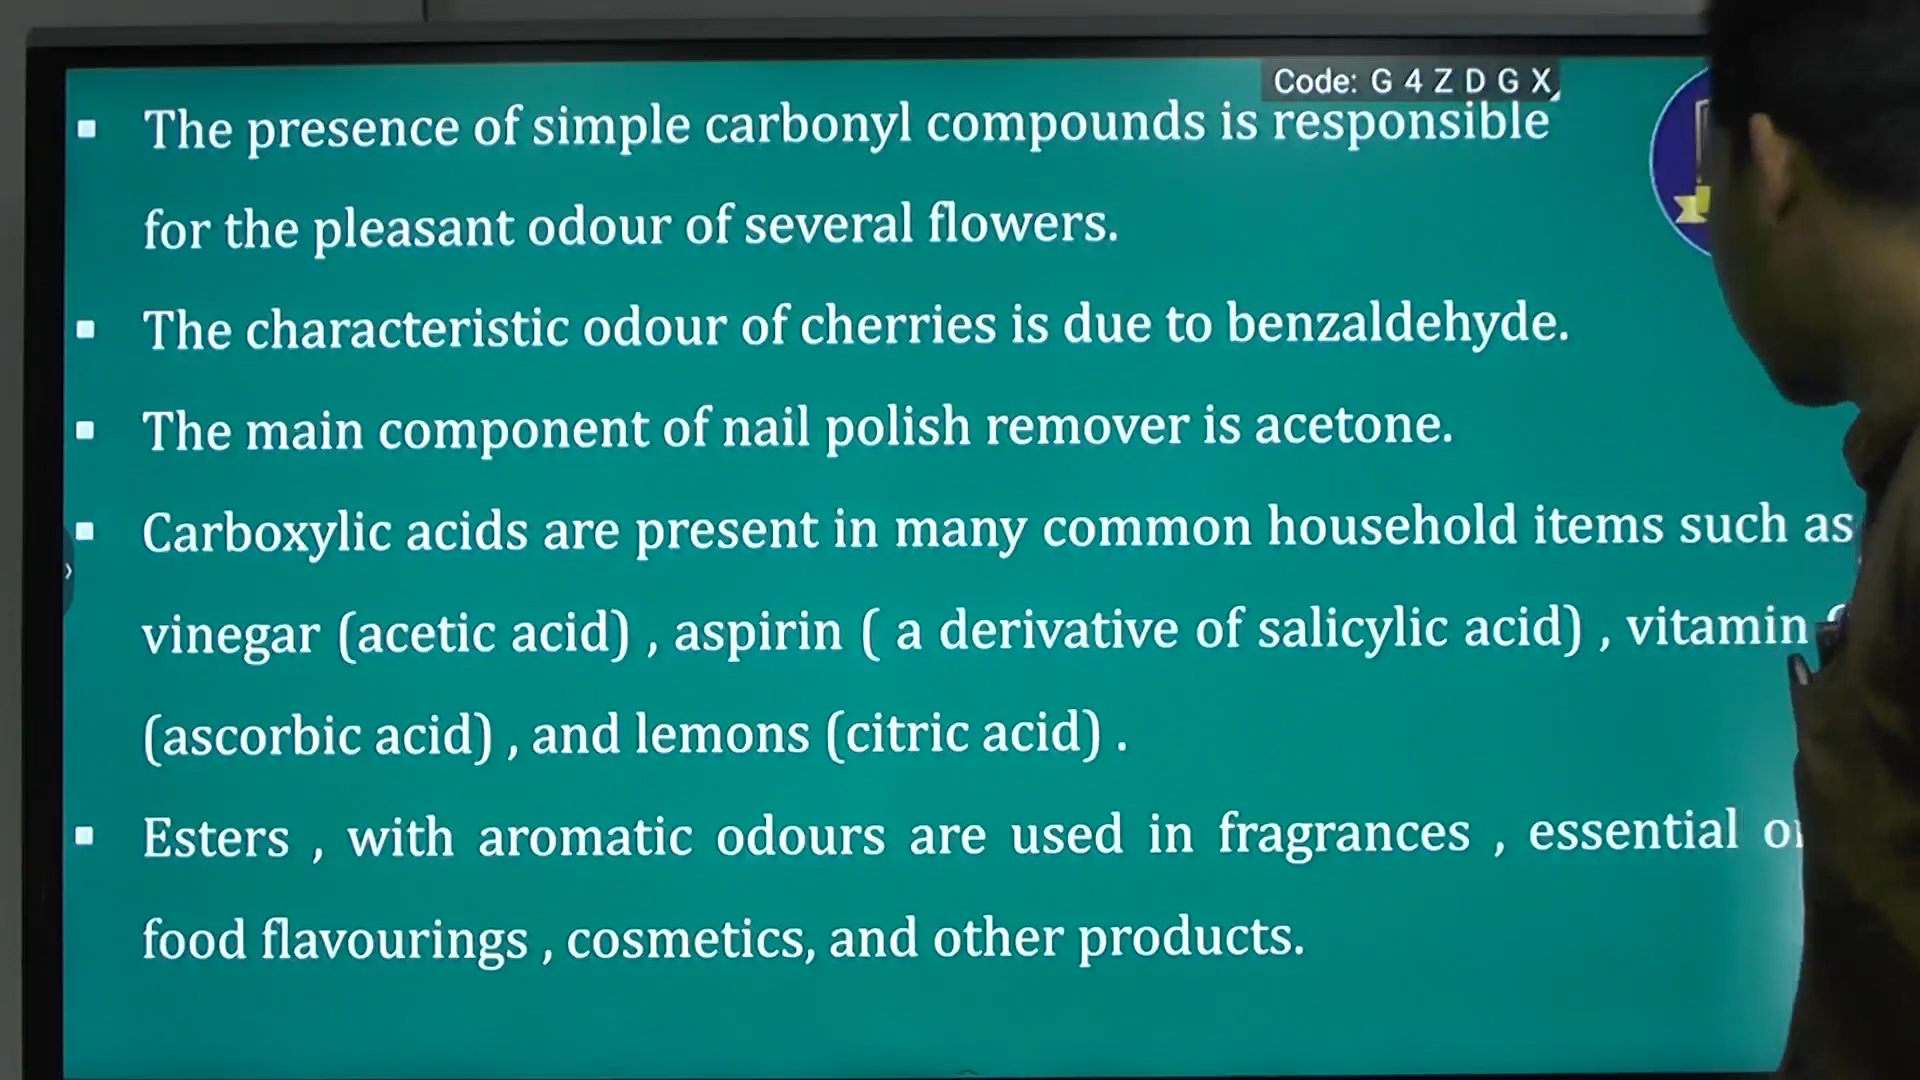 Code: G 4 Z D G X
▪ The presence of simple carbonyl compounds is responsible
for the pleasant odour of several flowers.
▪ The characteristic odour of cherries is due to benzaldehyde.
▪ The main component of nail polish remover is acetone.
▪ Carboxylic acids are present in many common household items such as
vinegar (acetic acid) , aspirin ( a derivative of salicylic acid) , vitamin
(ascorbic acid) , and lemons (citric acid) .
▪ Esters , with aromatic odours are used in fragrances , essential
food flavourings , cosmetics, and other products.